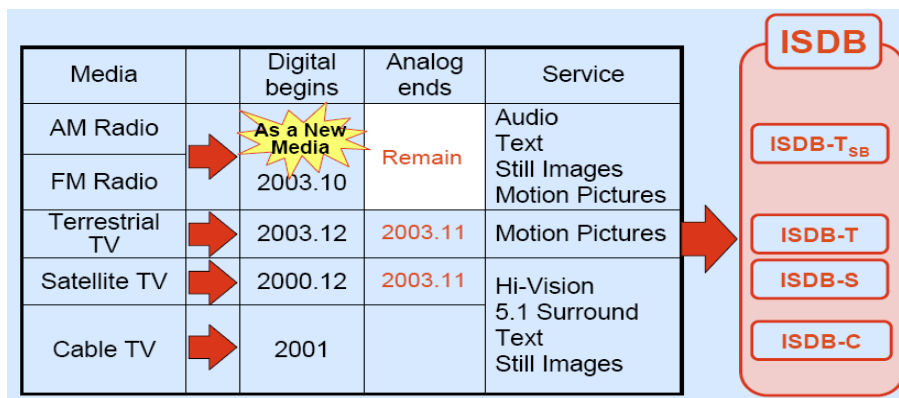 ISDB
Media
Digital begins
Analog ends
Service
AM Radio
As a New
Media
Remain
Audio
Text
Still Images
Motion Pictures
ISDB-TSB
FM Radio
2003.10
Terrestrial
TV
2003.12
2003.11
Motion Pictures
ISDB-T
Satellite TV
2000.12
2003.11
Hi-Vision
5.1 Surround
Text
Still Images
ISDB-S
Cable TV
2001
ISDB-C